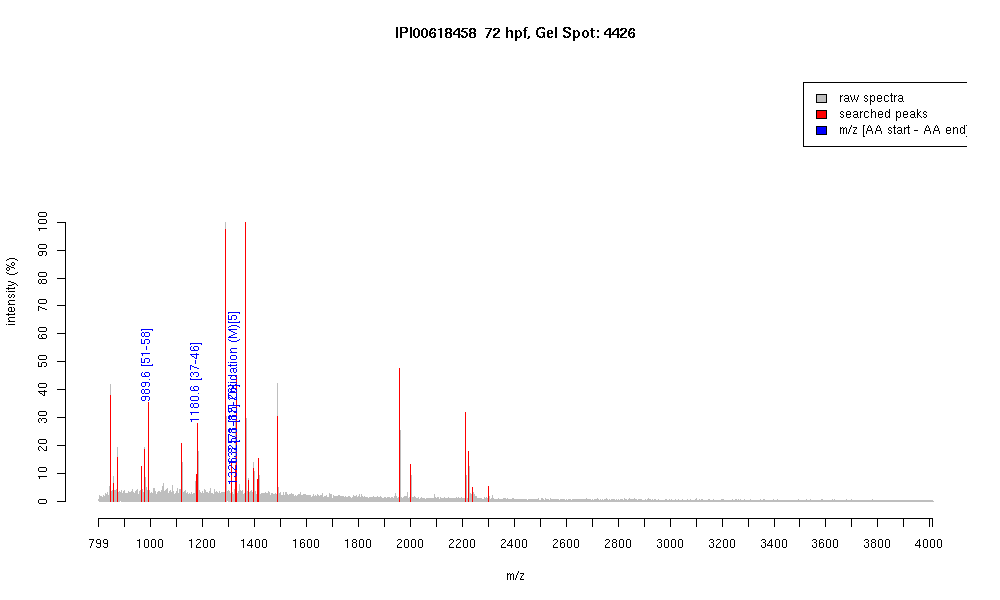 IPI00618458 72 hpf, Gel Spot: 4426
raw spectra
searched peaks
m/z [AA start - AA end]
intensity (%)
100
90
80
70
60
50
40
30
20
10
0
989.6 [51-58]
1180.6 [37-46]
799 1000 1200 1400 1600 1800 2000 2200 2400 2600 2800 3000 3200 3400 3600 3800 4000
m/z